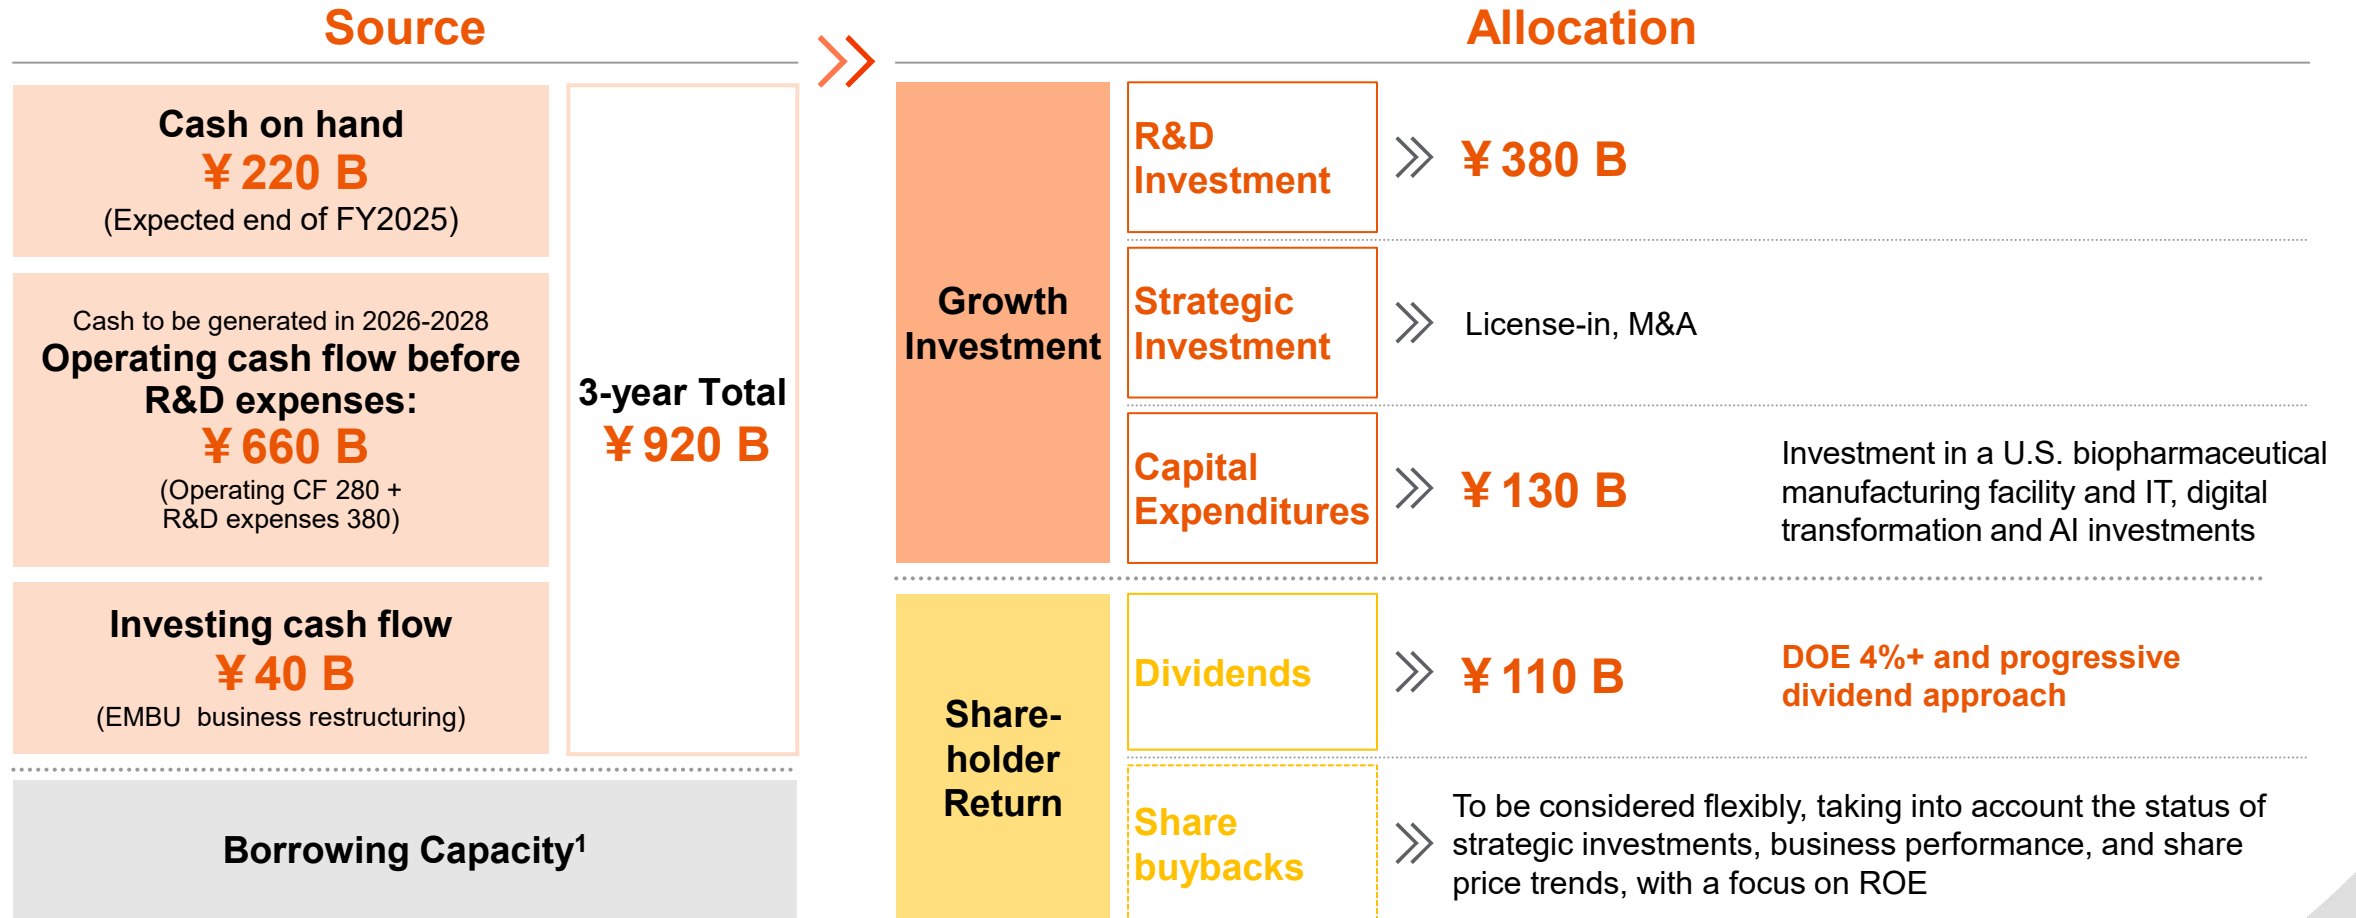 Source
Cash on hand
¥ 220 B
(Expected end of FY2025)
Cash to be generated in 2026-2028
Operating cash flow before
R&D expenses:
¥ 660 B
(Operating CF 280 +
R&D expenses 380)
Investing cash flow
¥ 40 B
(EMBU business restructuring)
3-year Total
¥ 920 B
Borrowing Capacity¹
Allocation
Growth
Investment
R&D
Investment
¥ 380 B
Strategic
Investment
License-in, M&A
Capital
Expenditures
¥ 130 B
Investment in a U.S. biopharmaceutical
manufacturing facility and IT, digital
transformation and AI investments
Share-
holder
Return
Dividends
¥ 110 B
DOE 4%+ and progressive
dividend approach
Share
buybacks
To be considered flexibly, taking into account the status of
strategic investments, business performance, and share
price trends, with a focus on ROE